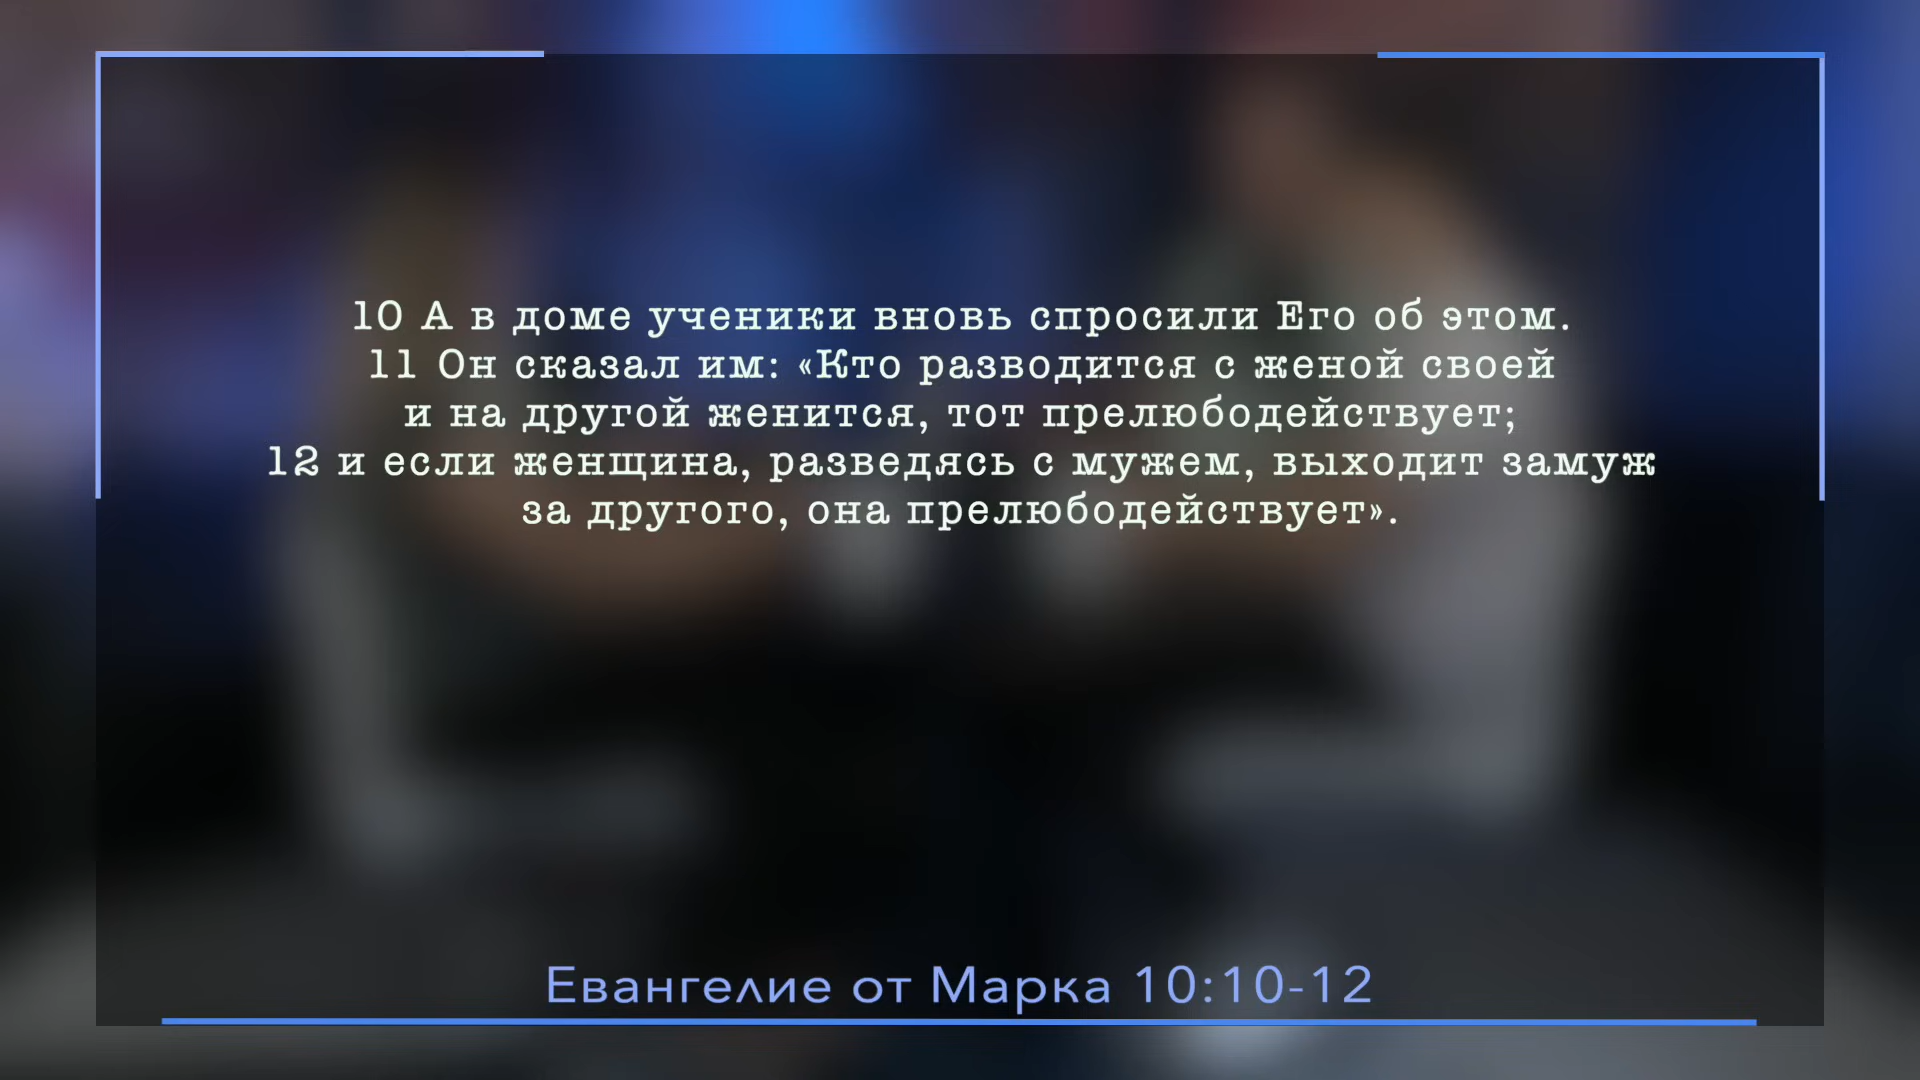 10 А в доме ученики вновь спросили Его об этом.
11 Он сказал им: «Кто разводится с женой своей
и на другой женится, тот прелюбодействует;
12 и если женщина, разведясь с мужем, выходит замуж
за другого, она прелюбодействует».
Евангелие от Марка 10:10-12